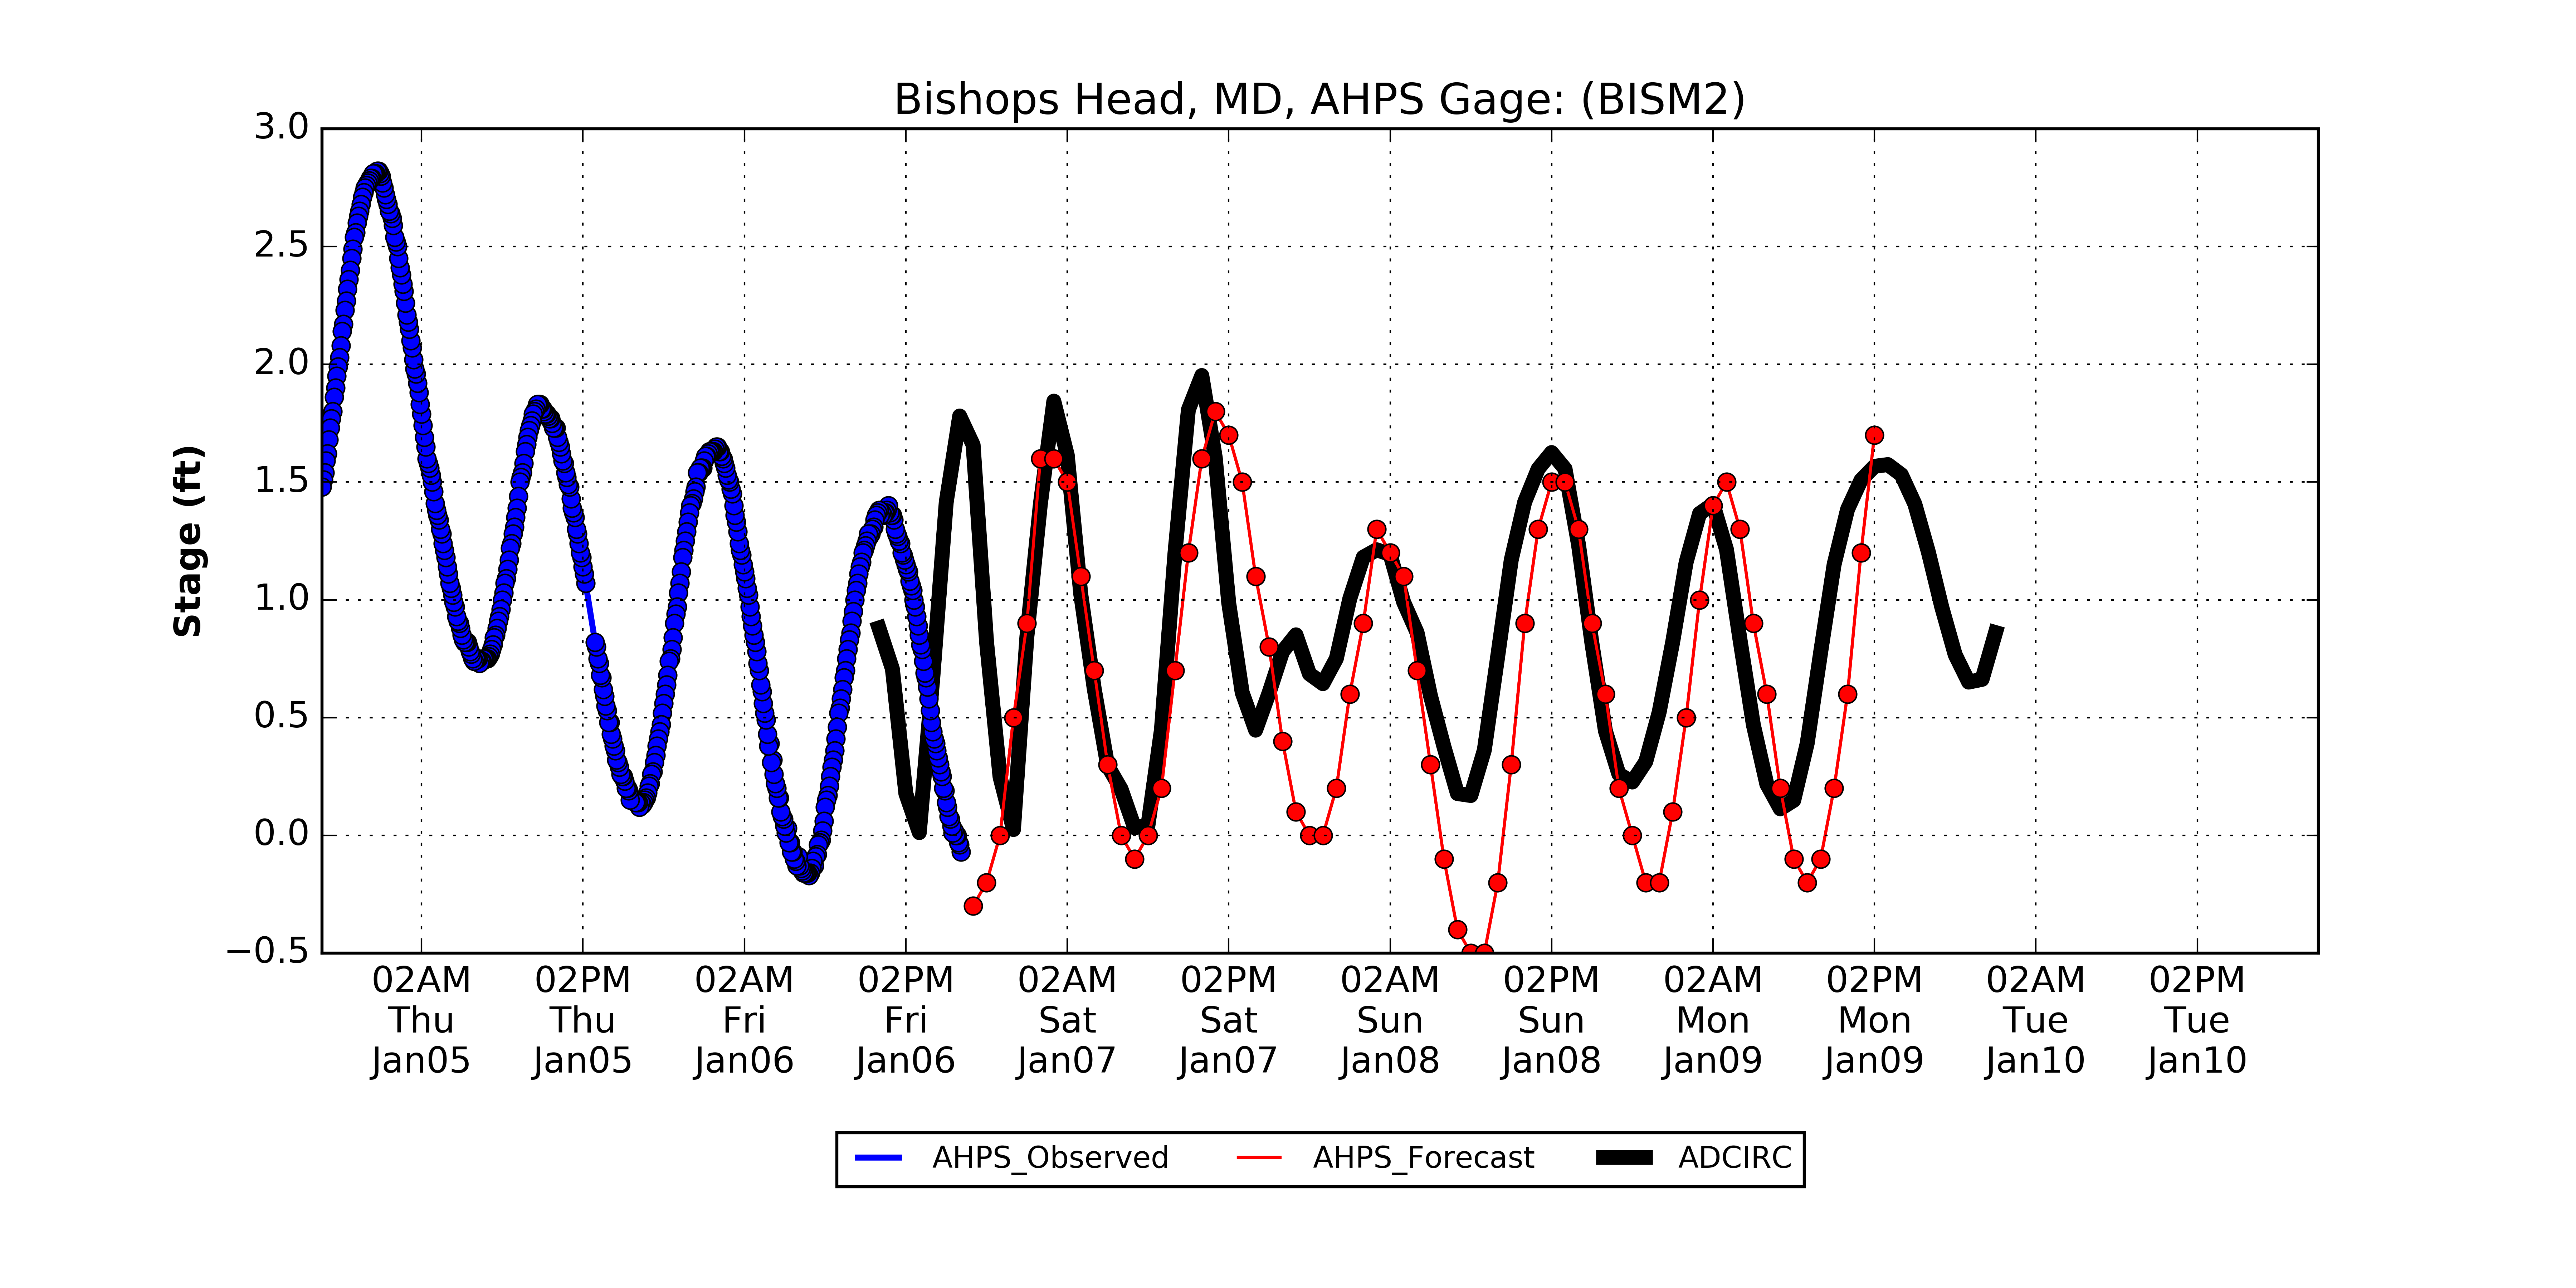 Bishops Head, MD, AHPS Gage: (BISM2)
Stage (ft)
3.0
2.5
2.0
1.5
1.0
0.5
0.0
−0.5
02AM 02PM 02AM 02PM 02AM 02PM 02AM 02PM 02AM 02PM 02AM 02PM
Thu Thu Fri Fri Sat Sat Sun Sun Mon Mon Tue Tue
Jan05 Jan05 Jan06 Jan06 Jan07 Jan07 Jan08 Jan08 Jan09 Jan09 Jan10 Jan10
AHPS_Observed AHPS_Forecast ADCIRC